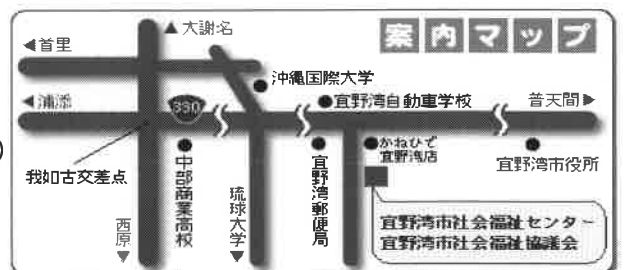 案内マップ
▲大謝名
◀首里
沖縄国際大学
◀浦添
330
宜野湾自動車学校
普天間▶
かねひで
宜野湾店
宜野湾市役所
我如古交差点
中部商業高校
宜野湾郵便局
琉球大学▼
西原▼
宜野湾市社会福祉センター
宜野湾市社会福祉協議会
)